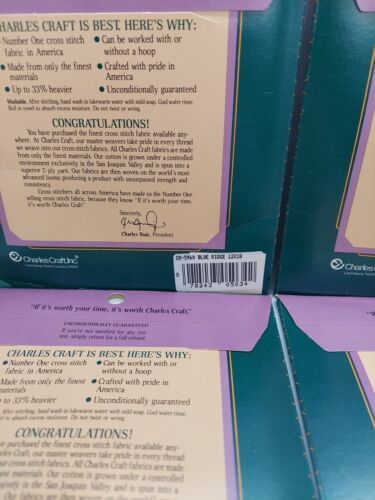 CHARLES CRAFT IS BEST. HERE'S WHY:
Number One cross stitch fabric in America
Made from only the finest materials
Up to 33% heavier
Can be worked with or without a hoop
Crafted with pride in America
Unconditionally guaranteed
Washable. After stitching, hand wash in lukewarm water with mild soap. Cool water rinse.
Roll in towel to absorb excess moisture. Do not twist or wring.
CONGRATULATIONS!
You have purchased the finest cross stitch fabric available any-
where. At Charles Craft, our master weavers take pride in every thread
we weave into our cross stitch fabrics. All Charles Craft fabrics are made
from only the finest materials. Our cotton is grown under a controlled
environment exclusively in the San Joaquin Valley and is spun into a
superior 2-ply yarn. Our fabrics are then woven on the world's most
advanced looms producing a product with unsurpassed strength and
consistency.
Cross stitchers all across America have made us the Number One
selling cross stitch fabric, because they know "If it's worth your time,
it's worth Charles Craft."
Sincerely,
President
Charles Craft, Inc.
CR-5960 BLUE RIDGE 12X18
0 78243 05034
Charles Craft
"If it's worth your time, it's worth Charles Craft."
UNCONDITIONALLY GUARANTEED
If you're not satisfied for any rea-
son, simply return for a full refund.
CHARLES CRAFT IS BEST. HERE'S WHY:
Number One cross stitch
fabric in America
Made from only the finest
materials
to 33% heavier
Can be worked with or
without a hoop
Crafted with pride in
America
Unconditionally guaranteed
After stitching, hand wash in lukewarm water with mild soap. Cool water rinse.
to absorb excess moisture. Do not twist or wring.
CONGRATULATIONS!
purchased the finest cross stitch fabric available any-
Craft, our master weavers take pride in every thread
cross stitch fabrics. All Charles Craft fabrics are made
finest materials. Our cotton is grown under a controlled
exclusively in the San Joaquin Valley and is spun into a
yarn. Our fabrics are then woven on the world's most